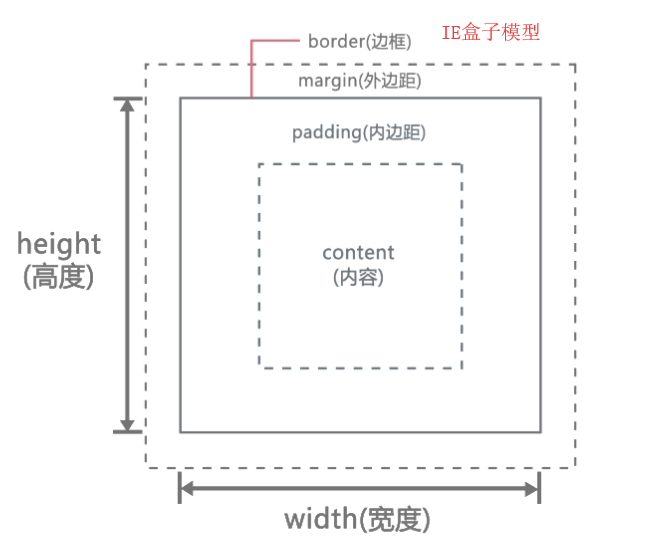 IE盒子模型
border(边框)
margin(外边距)
padding(内边距)
height
(高度)
content
(内容)
width(宽度)